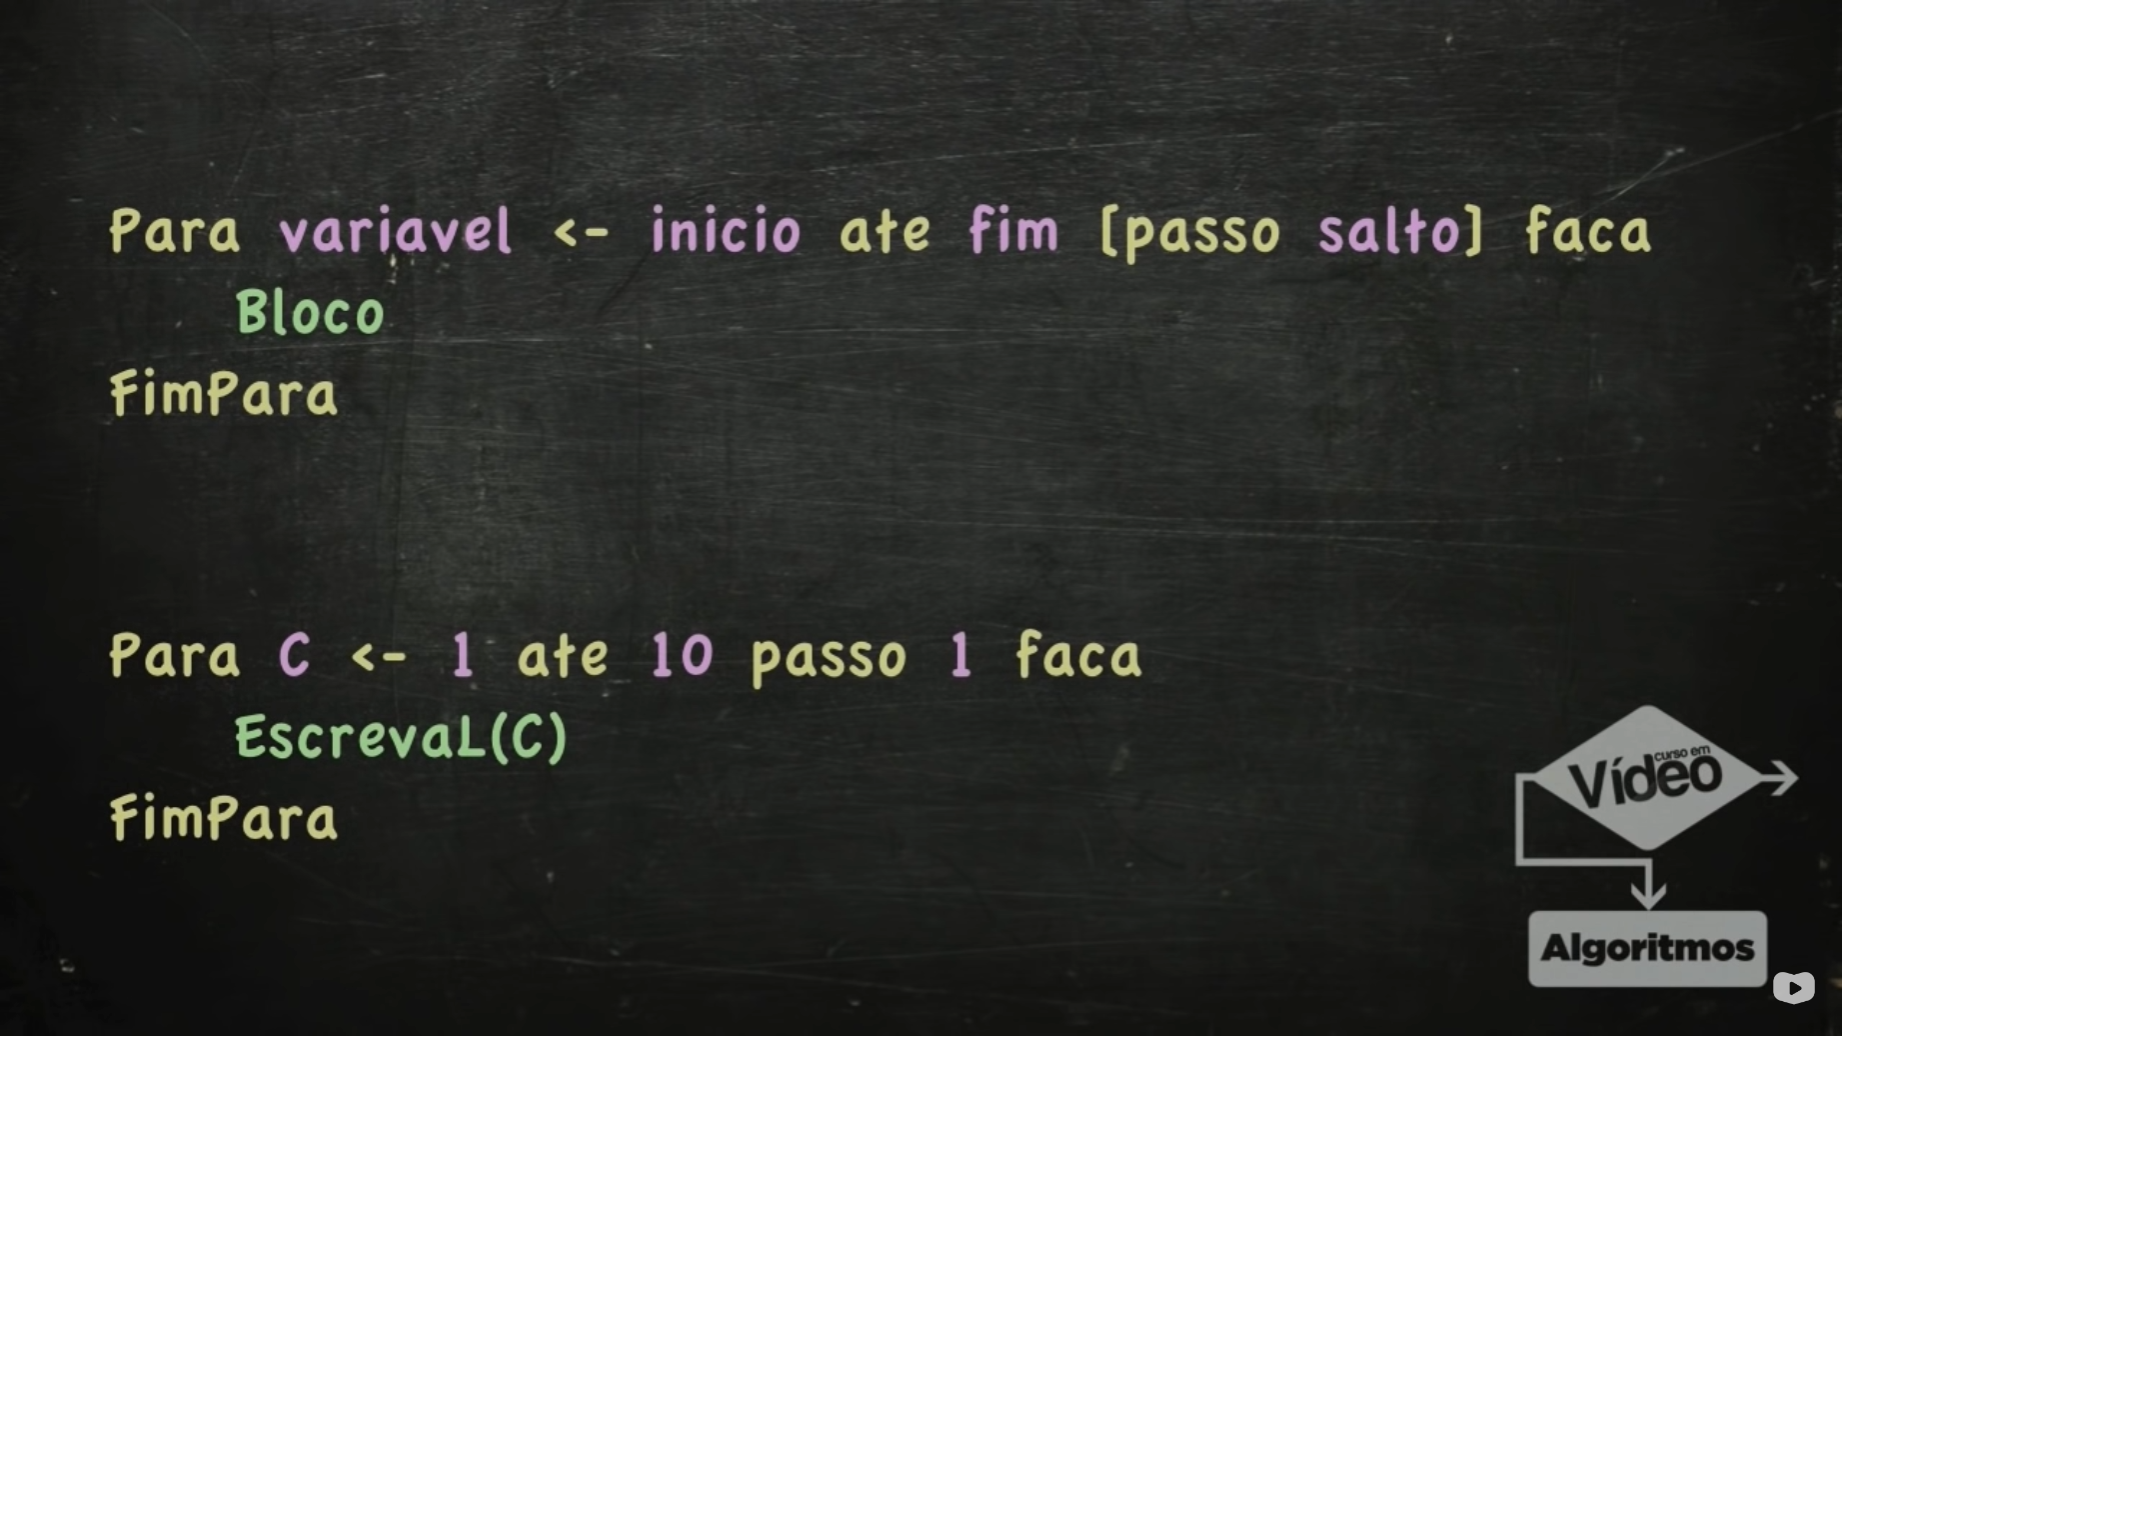 Para variavel <- inicio ate fim [passo salto] faca
Bloco
FimPara
Para C <- 1 ate 10 passo 1 faca
EscrevaL(C)
FimPara
curso em
Vídeo
Algoritmos